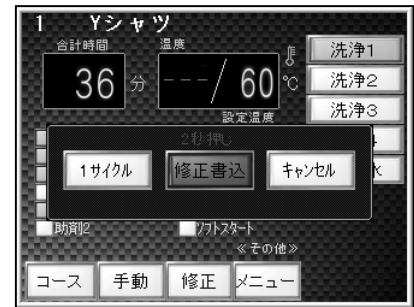 1 Yシャツ
合計時間 温度
36 分 ---/ 60 ℃
設定温度
洗浄1
洗浄2
洗浄3
2秒押し
1サイクル 修正書込 キャンセル
助剤2 ソフトスタート
≪その他≫
コース 手動 修正 メニュー